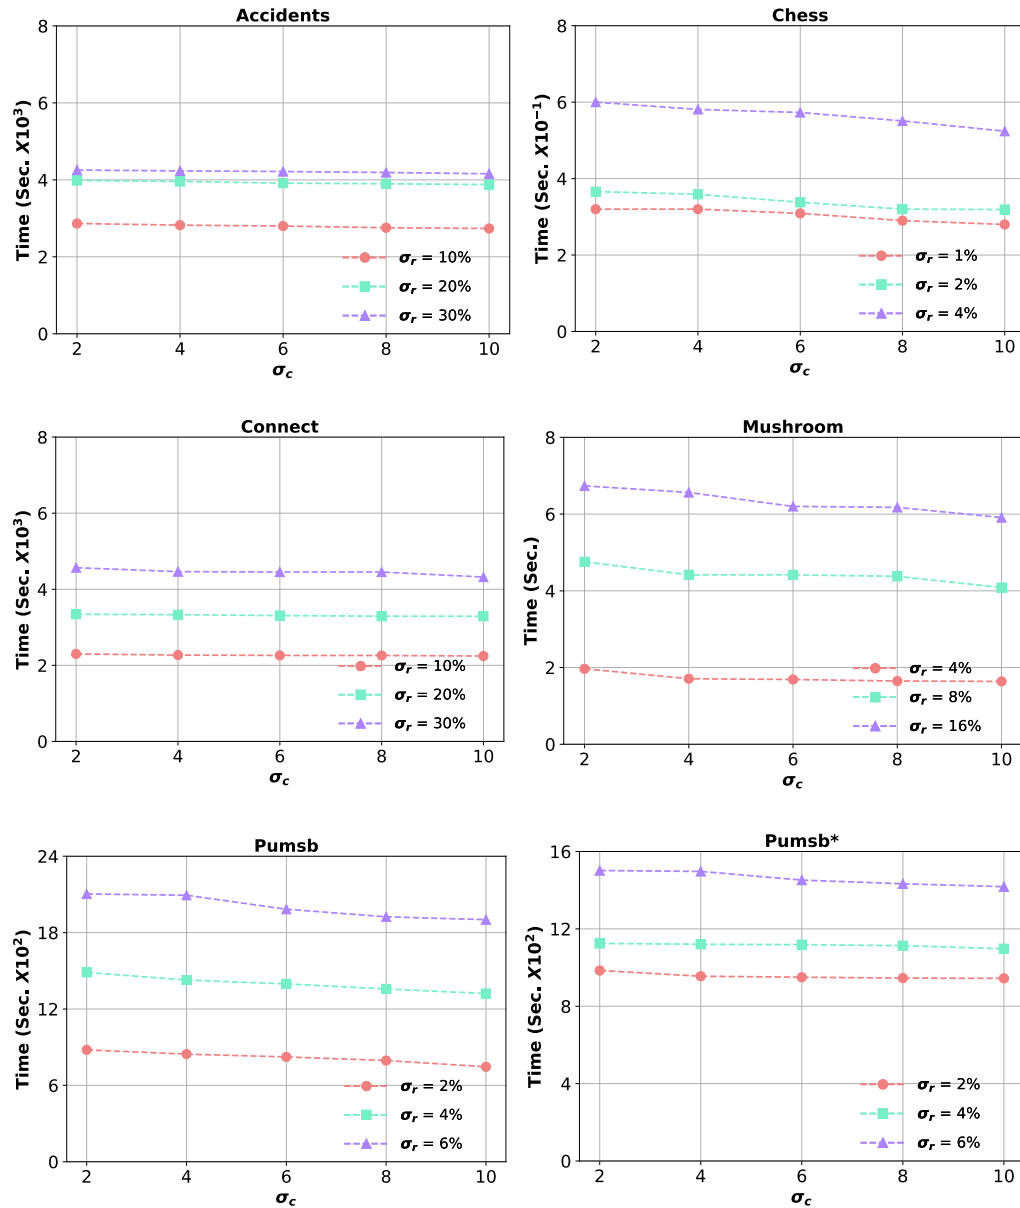 Accidents
8
6
4
2
0
Time (Sec. X10³)
σr = 10%
σr = 20%
σr = 30%
2 4 6 8 10
σc
Chess
8
6
4
2
0
Time (Sec. X10⁻¹)
σr = 1%
σr = 2%
σr = 4%
2 4 6 8 10
σc
Connect
8
6
4
2
0
Time (Sec. X10³)
σr = 10%
σr = 20%
σr = 30%
2 4 6 8 10
σc
Mushroom
8
6
4
2
0
Time (Sec.)
σr = 4%
σr = 8%
σr = 16%
2 4 6 8 10
σc
Pumsb
24
18
12
6
0
Time (Sec. X10²)
σr = 2%
σr = 4%
σr = 6%
2 4 6 8 10
σc
Pumsb*
16
12
8
4
0
Time (Sec. X10²)
σr = 2%
σr = 4%
σr = 6%
2 4 6 8 10
σc